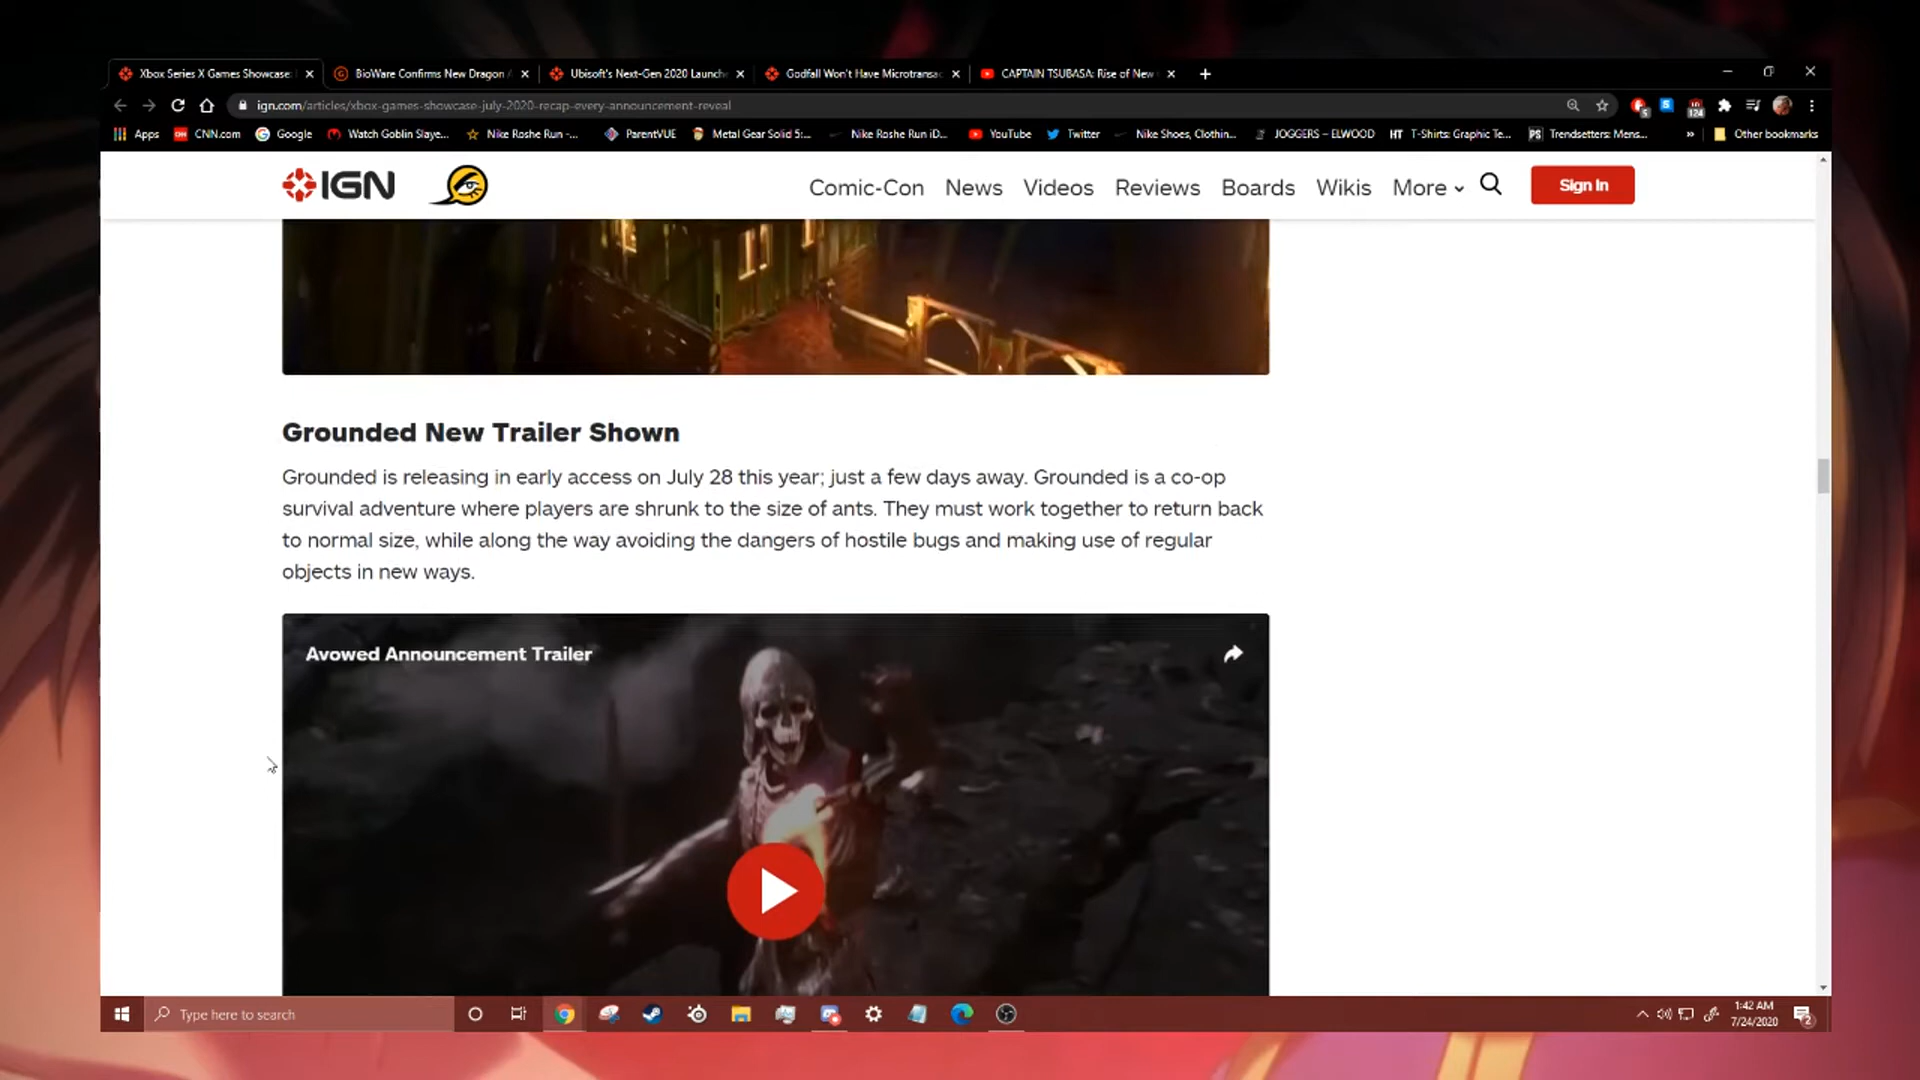 Xbox Series X Games Showcase:
BioWare Confirms New Dragon
Ubisoft's Next-Gen 2020 Launch
Godfall Won't Have Microtransac
CAPTAIN TSUBASA: Rise of New
ign.com/articles/xbox-games-showcase-july-2020-recap-every-announcement-reveal
5
124
Apps
CNN.com
Google
Watch Goblin Slaye...
Nike Roshe Run -...
ParentVUE
Metal Gear Solid 5:...
Nike Roshe Run iD...
YouTube
Twitter
Nike Shoes, Clothin...
JOGGERS – ELWOOD
HT T-Shirts: Graphic Te...
PS Trendsetters: Mens...
»
Other bookmarks
IGN
Comic-Con
News
Videos
Reviews
Boards
Wikis
More
Sign In
Grounded New Trailer Shown
Grounded is releasing in early access on July 28 this year; just a few days away. Grounded is a co-op
survival adventure where players are shrunk to the size of ants. They must work together to return back
to normal size, while along the way avoiding the dangers of hostile bugs and making use of regular
objects in new ways.
Avowed Announcement Trailer
Type here to search
1:42 AM
7/24/2020
2